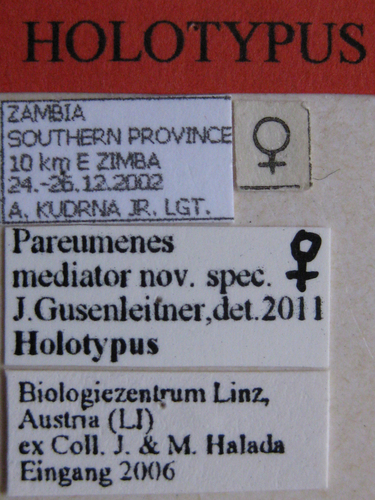 HOLOTYPUS
ZAMBIA
SOUTHERN PROVINCE
10 km E ZIMBA
24.-26.12.2002
A. KUDRNA JR. LGT.
♀
Pareumenes ♀
mediator nov. spec.
J.Gusenleitner,det.2011
Holotypus
Biologiezentrum Linz,
Austria (LI)
ex Coll. J. & M. Halada
Eingang 2006